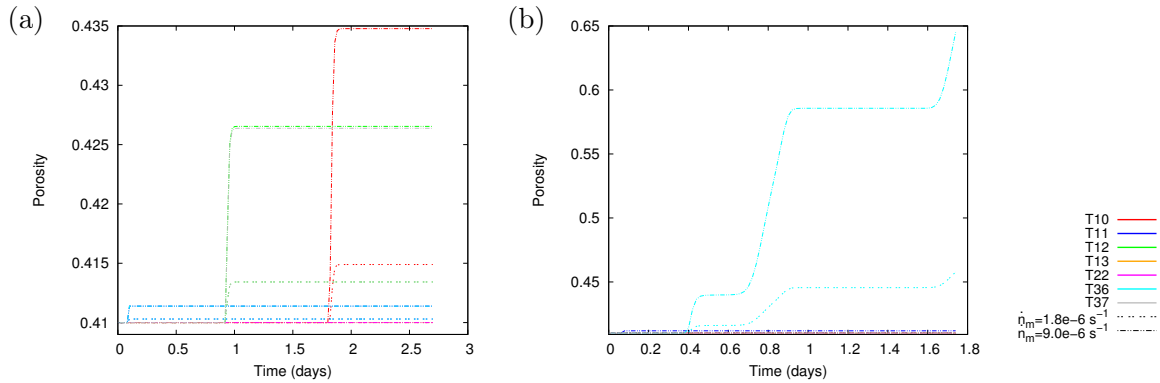 (a)
Porosity
0.435
0.43
0.425
0.42
0.415
0.41
0
0.5
1
1.5
2
2.5
3
Time (days)
(b)
Porosity
0.65
0.6
0.55
0.5
0.45
0
0.2
0.4
0.6
0.8
1
1.2
1.4
1.6
1.8
Time (days)
T10
T11
T12
T13
T22
T36
T37
ṅm=1.8e-6 s⁻¹
nm=9.0e-6 s⁻¹